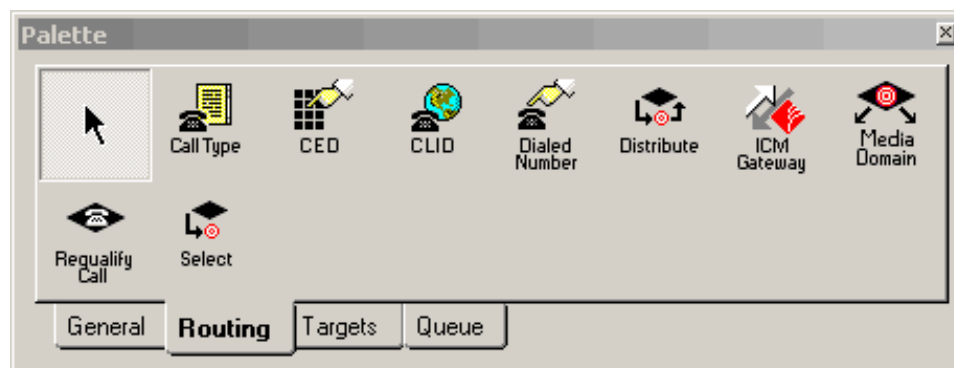 Palette
Call Type
CED
CLID
Dialed
Number
Distribute
ICM
Gateway
Media
Domain
Requalify
Call
Select
General
Routing
Targets
Queue